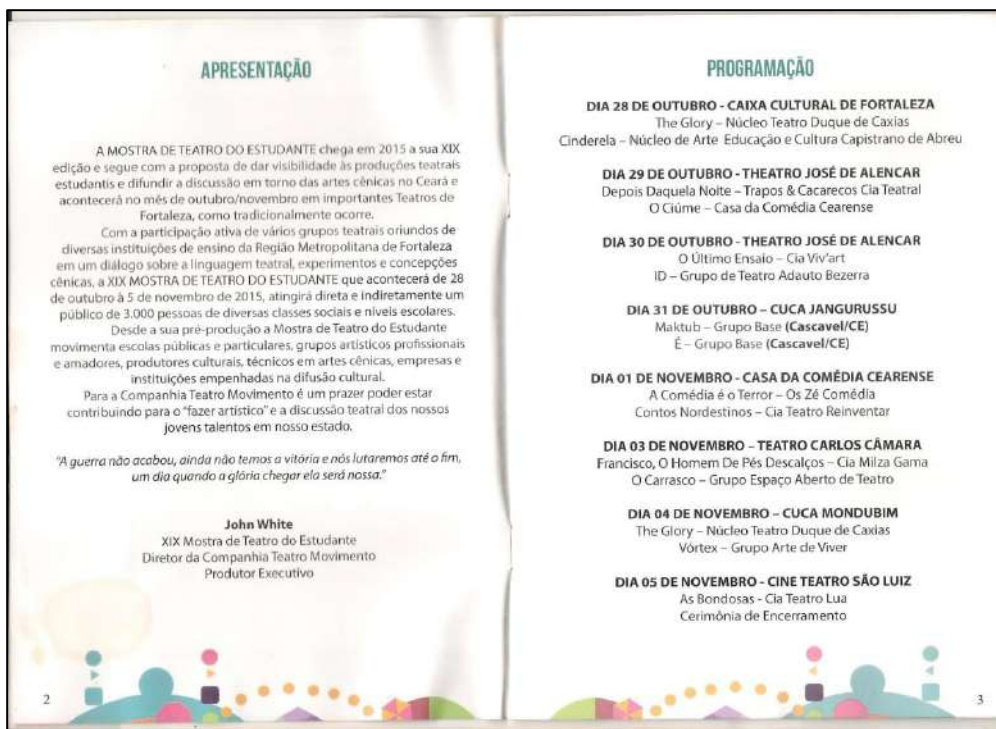 APRESENTAÇÃO
A MOSTRA DE TEATRO DO ESTUDANTE chega em 2015 a sua XIX
edição e segue com a proposta de dar visibilidade às produções teatrais
estudantis e difundir a discussão em torno das artes cênicas no Ceará e
acontecerá no mês de outubro/novembro em importantes Teatros de
Fortaleza, como tradicionalmente ocorre.
Com a participação ativa de vários grupos teatrais oriundos de
diversas instituições de ensino da Região Metropolitana de Fortaleza
em um diálogo sobre a linguagem teatral, experimentos e concepções
cênicas, a XIX MOSTRA DE TEATRO DO ESTUDANTE que acontecerá de 28
de outubro à 5 de novembro de 2015, atingirá direta e indiretamente um
público de 3.000 pessoas de diversas classes sociais e níveis escolares.
Desde a sua pré-produção a Mostra de Teatro do Estudante
movimenta escolas públicas e particulares, grupos artísticos profissionais
e amadores, produtores culturais, técnicos em artes cênicas, empresas e
instituições empenhadas na difusão cultural.
Para a Companhia Teatro Movimento é um prazer poder estar
contribuindo para o "fazer artístico" e a discussão teatral dos nossos
jovens talentos em nosso estado.
"A guerra não acabou, ainda não temos a vitória e nós lutaremos até o fim,
um dia quando a glória chegar ela será nossa."
John White
XIX Mostra de Teatro do Estudante
Diretor da Companhia Teatro Movimento
Produtor Executivo
2
PROGRAMAÇÃO
DIA 28 DE OUTUBRO - CAIXA CULTURAL DE FORTALEZA
The Glory – Núcleo Teatro Duque de Caxias
Cinderela – Núcleo de Arte Educação e Cultura Capistrano de Abreu
DIA 29 DE OUTUBRO - THEATRO JOSÉ DE ALENCAR
Depois Daquela Noite – Trapos & Cacarecos Cia Teatral
O Ciúme – Casa da Comédia Cearense
DIA 30 DE OUTUBRO - THEATRO JOSÉ DE ALENCAR
O Último Ensaio – Cia Viv'art
ID – Grupo de Teatro Adauto Bezerra
DIA 31 DE OUTUBRO – CUCA JANGURUSSU
Maktub – Grupo Base (Cascavel/CE)
É – Grupo Base (Cascavel/CE)
DIA 01 DE NOVEMBRO - CASA DA COMÉDIA CEARENSE
A Comédia é o Terror – Os Zé Comédia
Contos Nordestinos – Cia Teatro Reinventar
DIA 03 DE NOVEMBRO – TEATRO CARLOS CÂMARA
Francisco, O Homem De Pés Descalços – Cia Milza Gama
O Carrasco – Grupo Espaço Aberto de Teatro
DIA 04 DE NOVEMBRO – CUCA MONDUBIM
The Glory – Núcleo Teatro Duque de Caxias
Vórtex – Grupo Arte de Viver
DIA 05 DE NOVEMBRO - CINE TEATRO SÃO LUIZ
As Bondosas - Cia Teatro Lua
Cerimônia de Encerramento
3